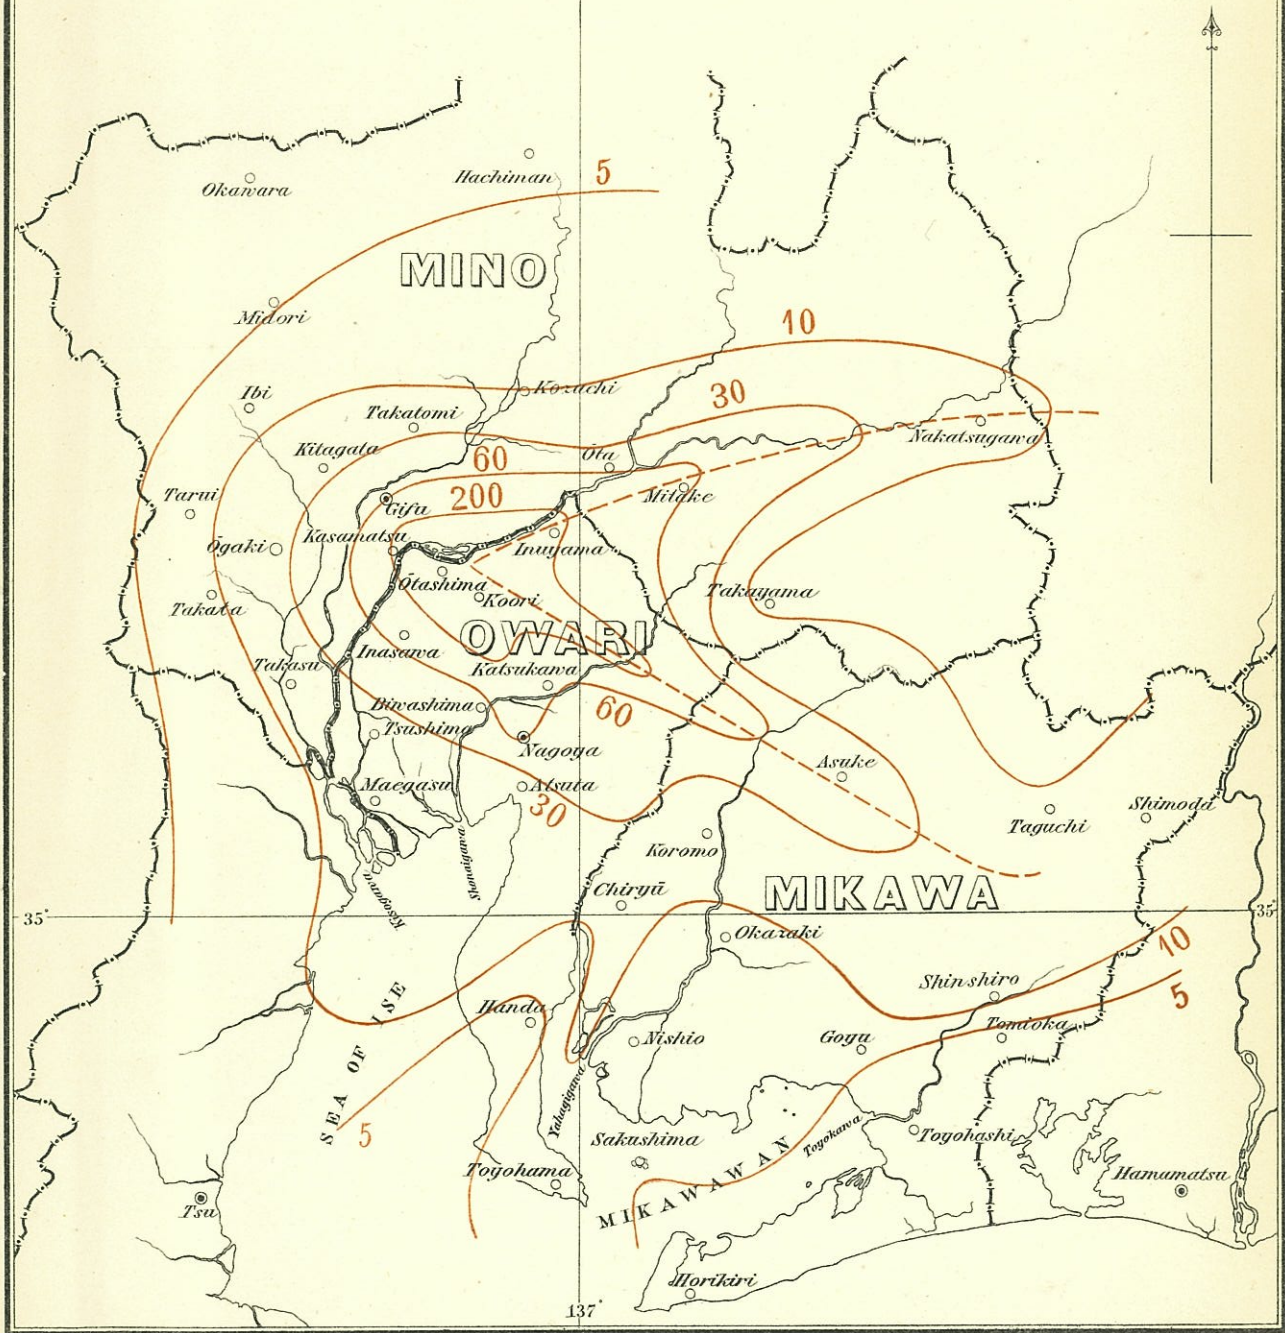 Hachiman
5
Okawara
MINO
Midori
10
Kozuchi
Ibi
30
Takatomi
Nakatsugawa
Kitagata
60
Ōta
Tarui
200
Mitake
Gifu
Ōgaki
Kasamatsu
Inuyama
Ōtashima
Takayama
Takata
Koori
OWARI
Takasu
Inasawa
Katsukawa
Biwashima
60
Tsushima
Nagoya
Asuke
Maegasu
Atsuta
30
Shimoda
Taguchi
Koromo
Shonaigawa
Kisogawa
Chiryū
MIKAWA
35°
35°
Okazaki
10
Shinshiro
5
SEA OF ISE
Handa
Tomioka
Nishio
Goyu
Yahagigawa
5
Sakushima
Toyokawa
Toyohashi
Toyohama
MIKAWA WAN
Hamamatsu
Tsu
Horikiri
137°